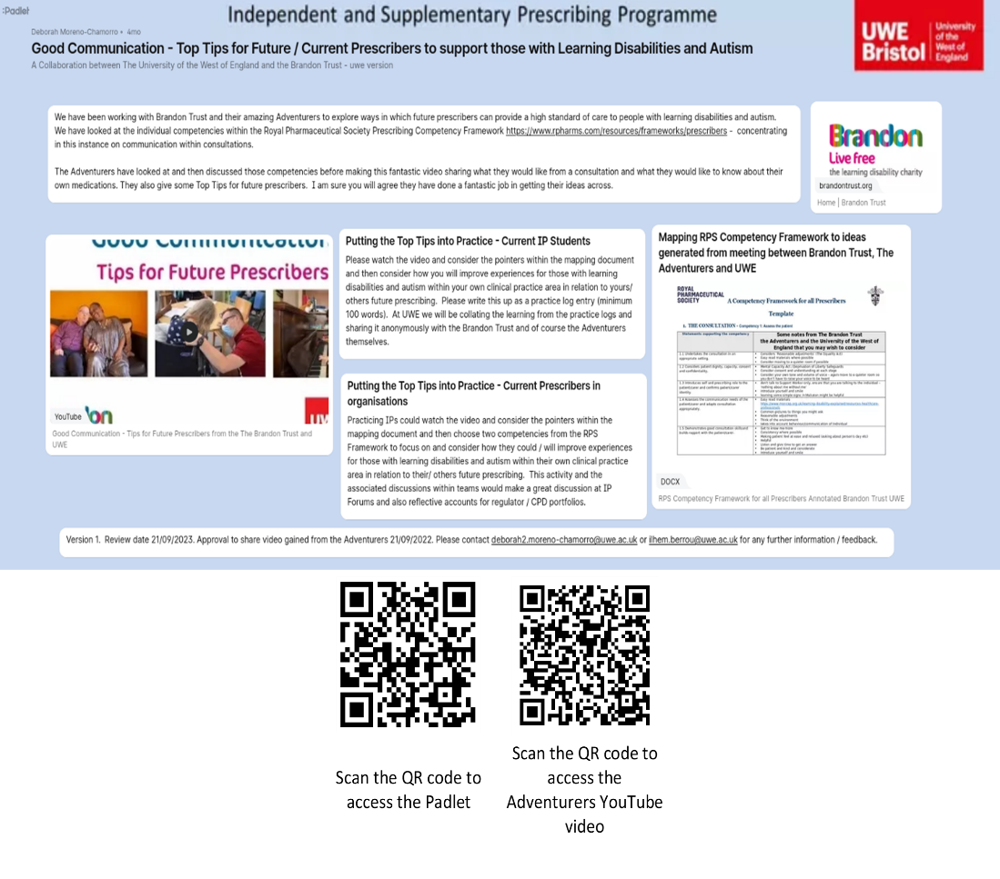 :Padlet
Independent and Supplementary Prescribing Programme
Deborah Moreno-Chamorro • 4mo
Good Communication - Top Tips for Future / Current Prescribers to support those with Learning Disabilities and Autism
A Collaboration between The University of the West of England and the Brandon Trust - uwe version
UWE
Bristol
University
of the
West of
England
We have been working with Brandon Trust and their amazing Adventurers to explore ways in which future prescribers can provide a high standard of care to people with learning disabilities and autism.
We have looked at the individual competencies within the Royal Pharmaceutical Society Prescribing Competency Framework https://www.rpharms.com/resources/frameworks/prescribers - concentrating
in this instance on communication within consultations.
The Adventurers have looked at and then discussed those competencies before making this fantastic video sharing what they would like from a consultation and what they would like to know about their
own medications. They also give some Top Tips for future prescribers. I am sure you will agree they have done a fantastic job in getting their ideas across.
Brandon
Live free
the learning disability charity
brandontrust.org
Home | Brandon Trust
Good Communication
Tips for Future Prescribers
YouTube
on
UW
Good Communication - Tips for Future Prescribers from the The Brandon Trust and
UWE
Putting the Top Tips into Practice - Current IP Students
Please watch the video and consider the pointers within the mapping document
and then consider how you will improve experiences for those with learning
disabilities and autism within your own clinical practice area in relation to yours/
others future prescribing. Please write this up as a practice log entry (minimum
100 words). At UWE we will be collating the learning from the practice logs and
sharing it anonymously with the Brandon Trust and of course the Adventurers
themselves.
Putting the Top Tips into Practice - Current Prescribers in
organisations
Practicing IPs could watch the video and consider the pointers within the
mapping document and then choose two competencies from the RPS
Framework to focus on and consider how they could / will improve experiences
for those with learning disabilities and autism within their own clinical practice
area in relation to their/ others future prescribing. This activity and the
associated discussions within teams would make a great discussion at IP
Forums and also reflective accounts for regulator / CPD portfolios.
Mapping RPS Competency Framework to ideas
generated from meeting between Brandon Trust, The
Adventurers and UWE
ROYAL
PHARMACEUTICAL
SOCIETY
A Competency Framework for all Prescribers
Template
1. THE CONSULTATION - Competency 1: Assess the patient
Statements supporting the competency
Some notes from The Brandon Trust
the Adventurers and the University of the West of
England that you may wish to consider
DOCX
RPS Competency Framework for all Prescribers Annotated Brandon Trust UWE
Version 1. Review date 21/09/2023. Approval to share video gained from the Adventurers 21/09/2022. Please contact deborah2.moreno-chamorro@uwe.ac.uk or ilhem.berrou@uwe.ac.uk for any further information / feedback.
Scan the QR code to
access the Padlet
Scan the QR code to
access the
Adventurers YouTube
video